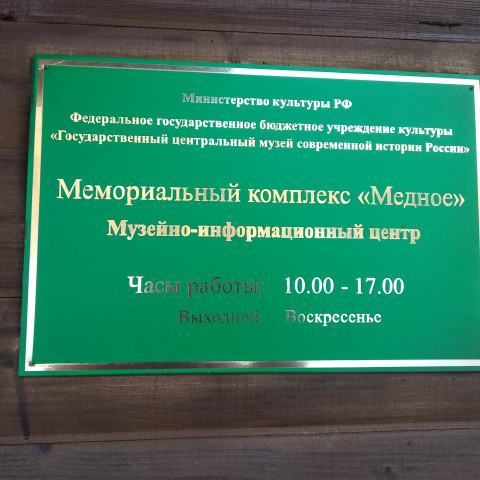 Министерство культуры РФ
Федеральное государственное бюджетное учреждение культуры
«Государственный центральный музей современной истории России»
Мемориальный комплекс «Медное»
Музейно-информационный центр
Часы работы: 10.00 - 17.00
Выходной: Воскресенье